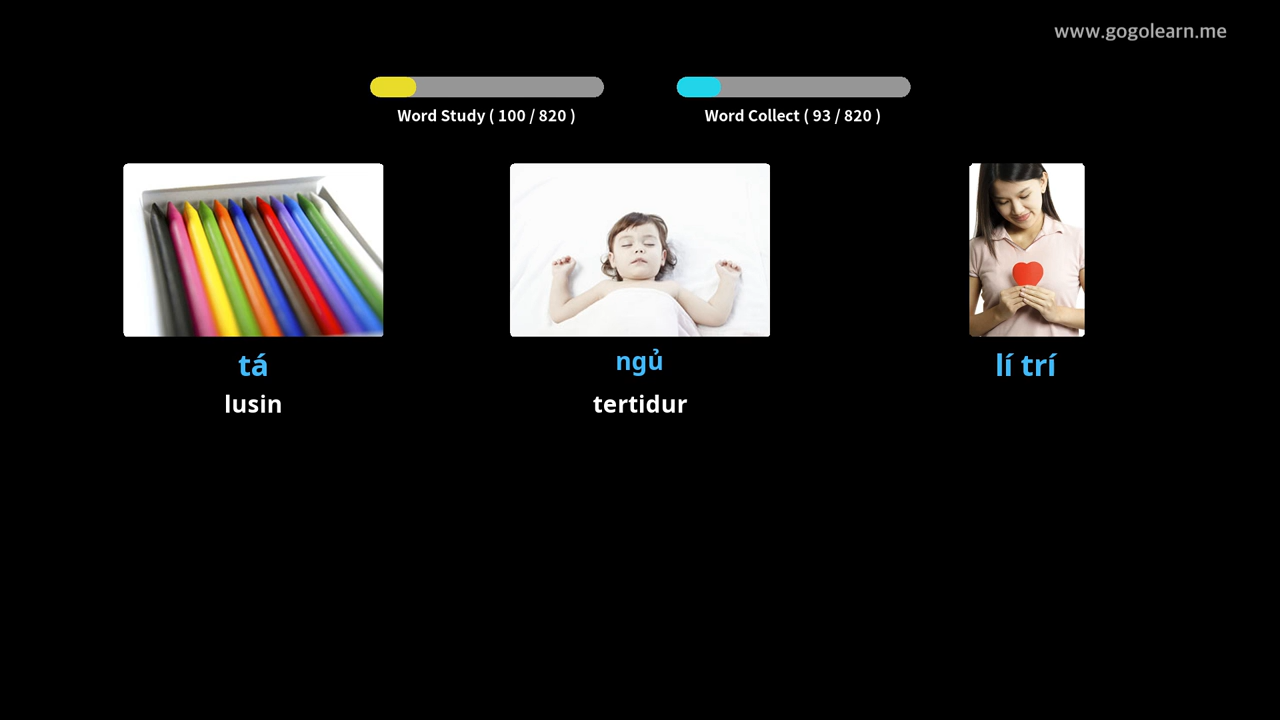 www.gogolearn.me
Word Study ( 100 / 820 )
Word Collect ( 93 / 820 )
tá
ngủ
lí trí
lusin
tertidur